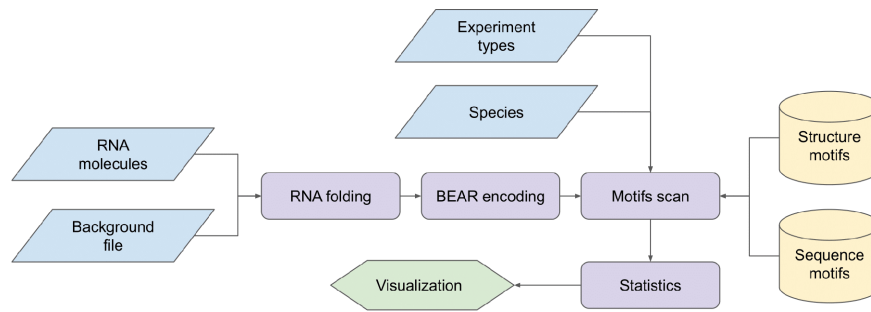 Experiment
types
Species
RNA
molecules
Background
file
RNA folding
BEAR encoding
Motifs scan
Structure
motifs
Sequence
motifs
Visualization
Statistics